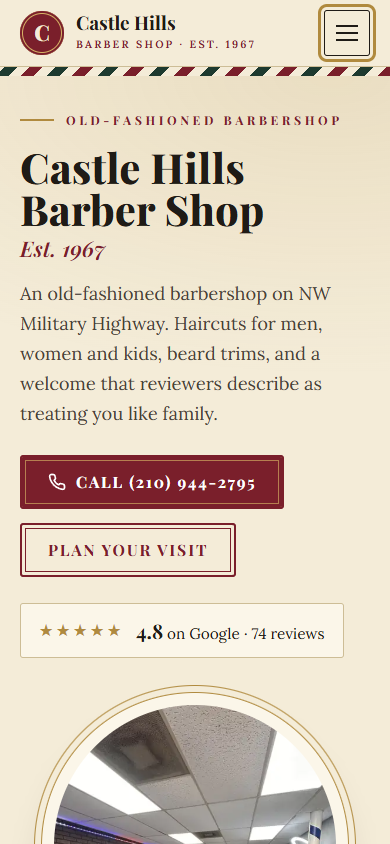 C
Castle Hills
BARBER SHOP · EST. 1967
OLD-FASHIONED BARBERSHOP
Castle Hills
Barber Shop
Est. 1967
An old-fashioned barbershop on NW
Military Highway. Haircuts for men,
women and kids, beard trims, and a
welcome that reviewers describe as
treating you like family.
CALL (210) 944-2795
PLAN YOUR VISIT
★★★★★ 4.8 on Google · 74 reviews